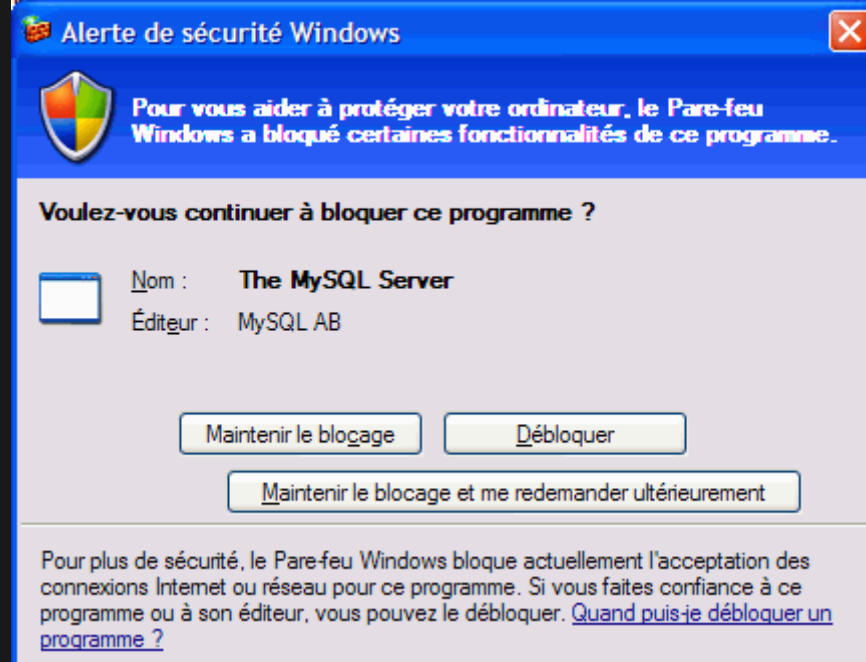 Alerte de sécurité Windows
Pour vous aider à protéger votre ordinateur, le Pare-feu
Windows a bloqué certaines fonctionnalités de ce programme.
Voulez-vous continuer à bloquer ce programme ?
Nom : The MySQL Server
Éditeur : MySQL AB
Maintenir le blocage Débloquer
Maintenir le blocage et me redemander ultérieurement
Pour plus de sécurité, le Pare-feu Windows bloque actuellement l'acceptation des
connexions Internet ou réseau pour ce programme. Si vous faites confiance à ce
programme ou à son éditeur, vous pouvez le débloquer. Quand puis-je débloquer un
programme ?